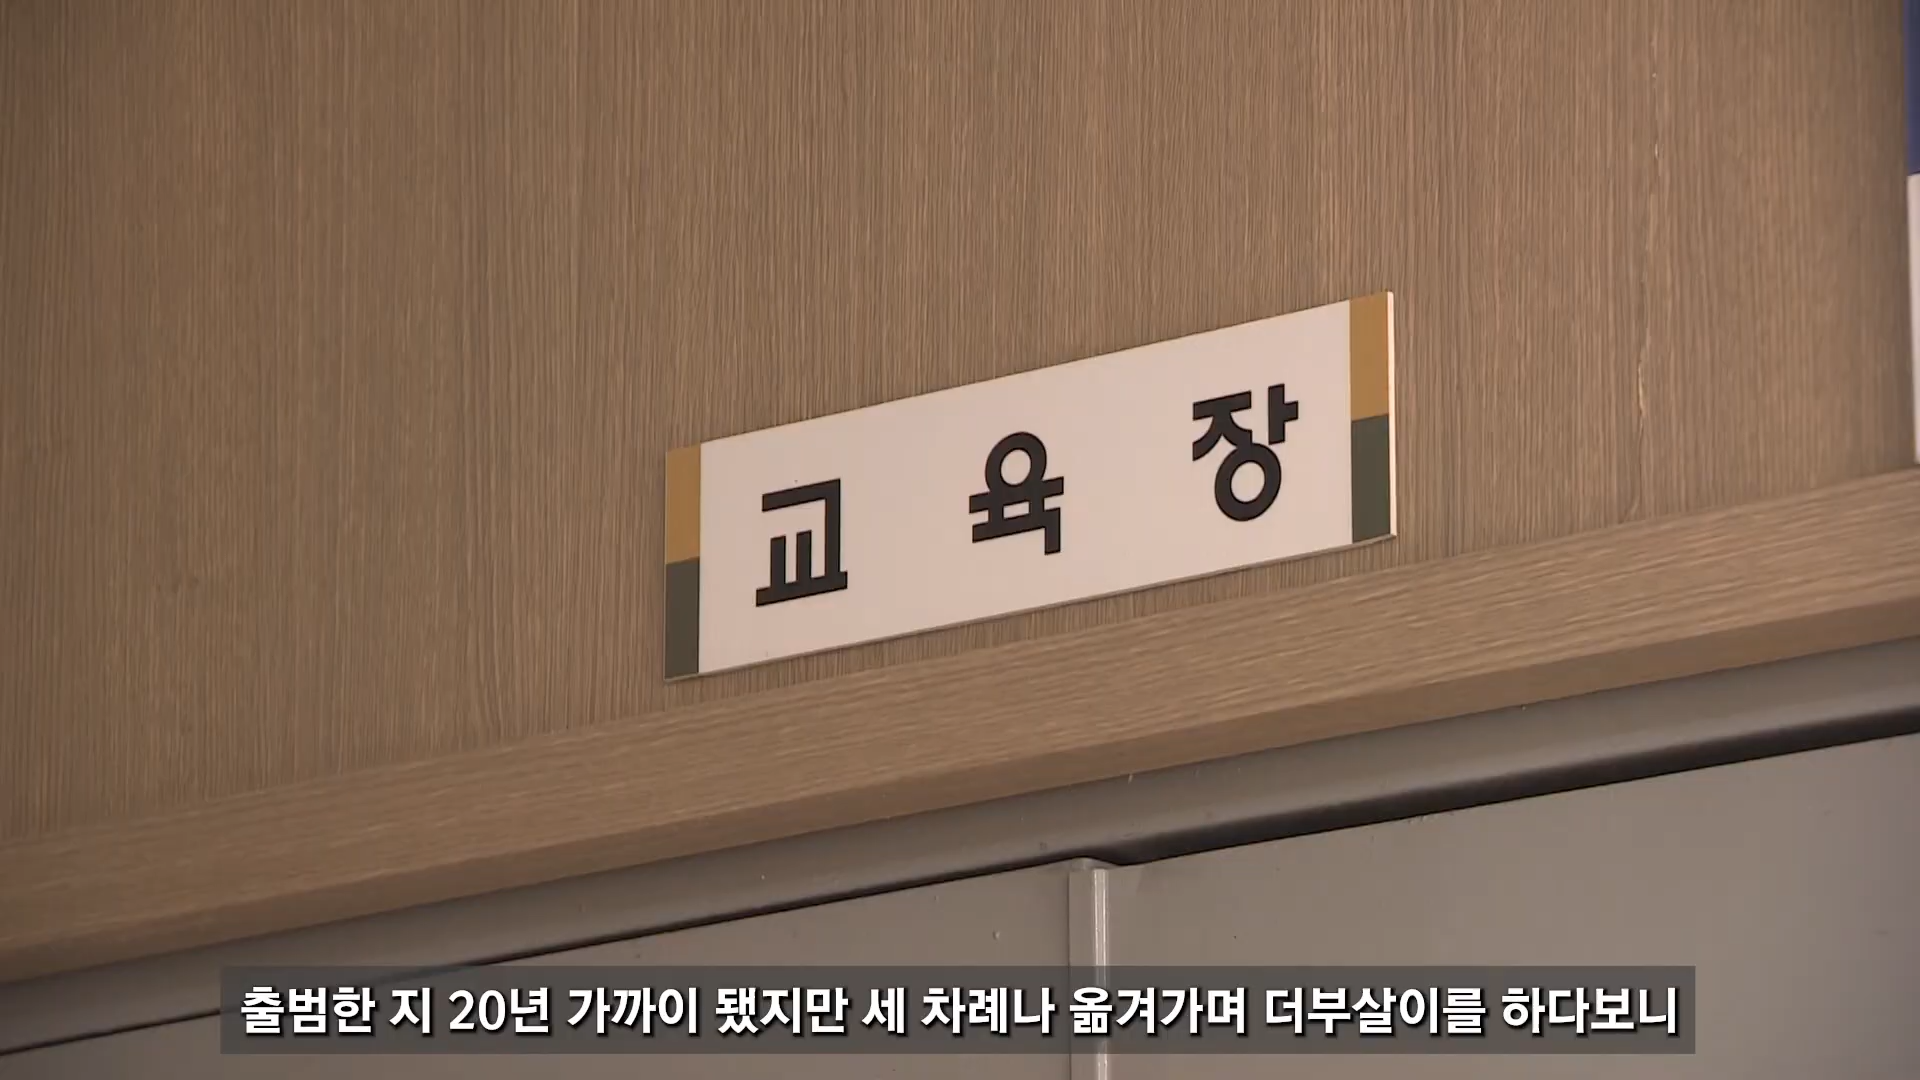 교 육 장
출범한 지 20년 가까이 됐지만 세 차례나 옮겨가며 더부살이를 하다보니